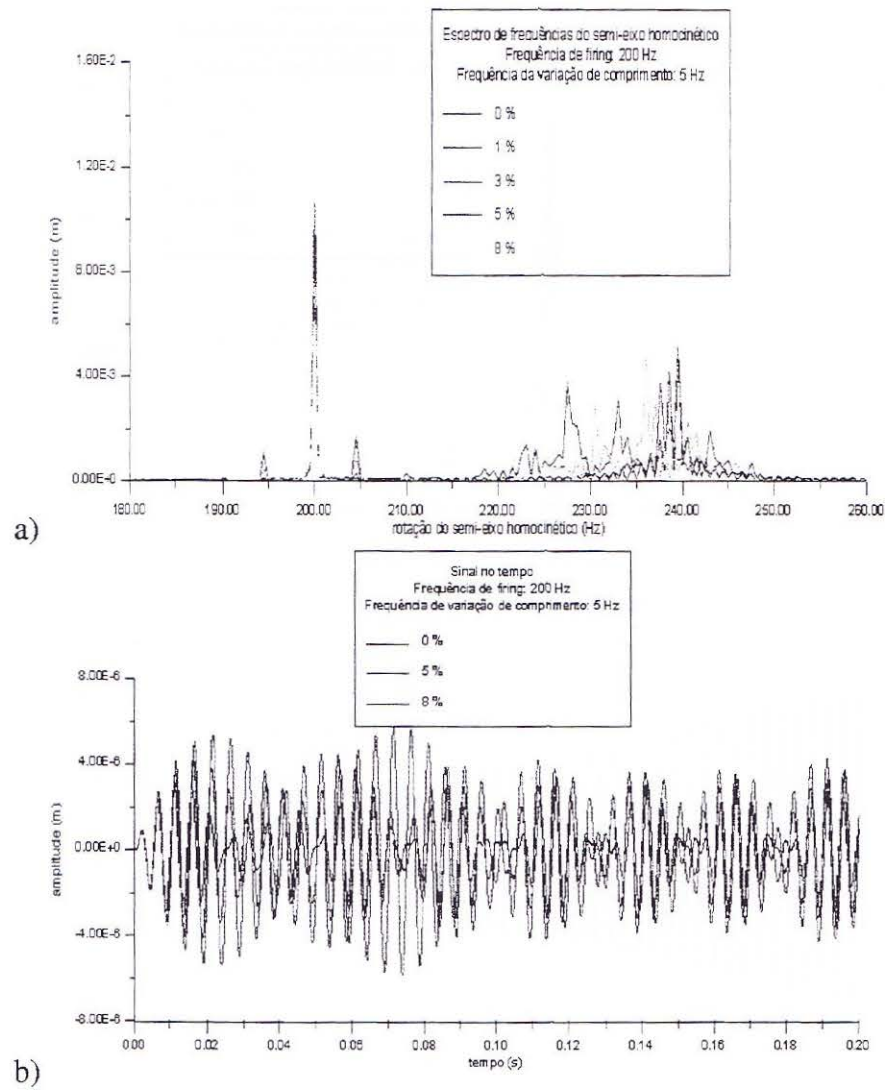 Espectro de frequências do semi-eixo homocinético
Frequência de firing: 200 Hz
Frequência da variação de comprimento: 5 Hz
0 %
1 %
3 %
5 %
8 %
amplitude (m)
1.60E-2
1.20E-2
8.00E-3
4.00E-3
0.00E+0
180.00 190.00 200.00 210.00 220.00 230.00 240.00 250.00 260.00
rotação do semi-eixo homocinético (Hz)
a)
Sinal no tempo
Frequência de firing: 200 Hz
Frequência de variação de comprimento: 5 Hz
0 %
5 %
8 %
amplitude (m)
8.00E-6
4.00E-6
0.00E+0
-4.00E-6
-8.00E-6
0.00 0.02 0.04 0.06 0.08 0.10 0.12 0.14 0.16 0.18 0.20
tempo (s)
b)